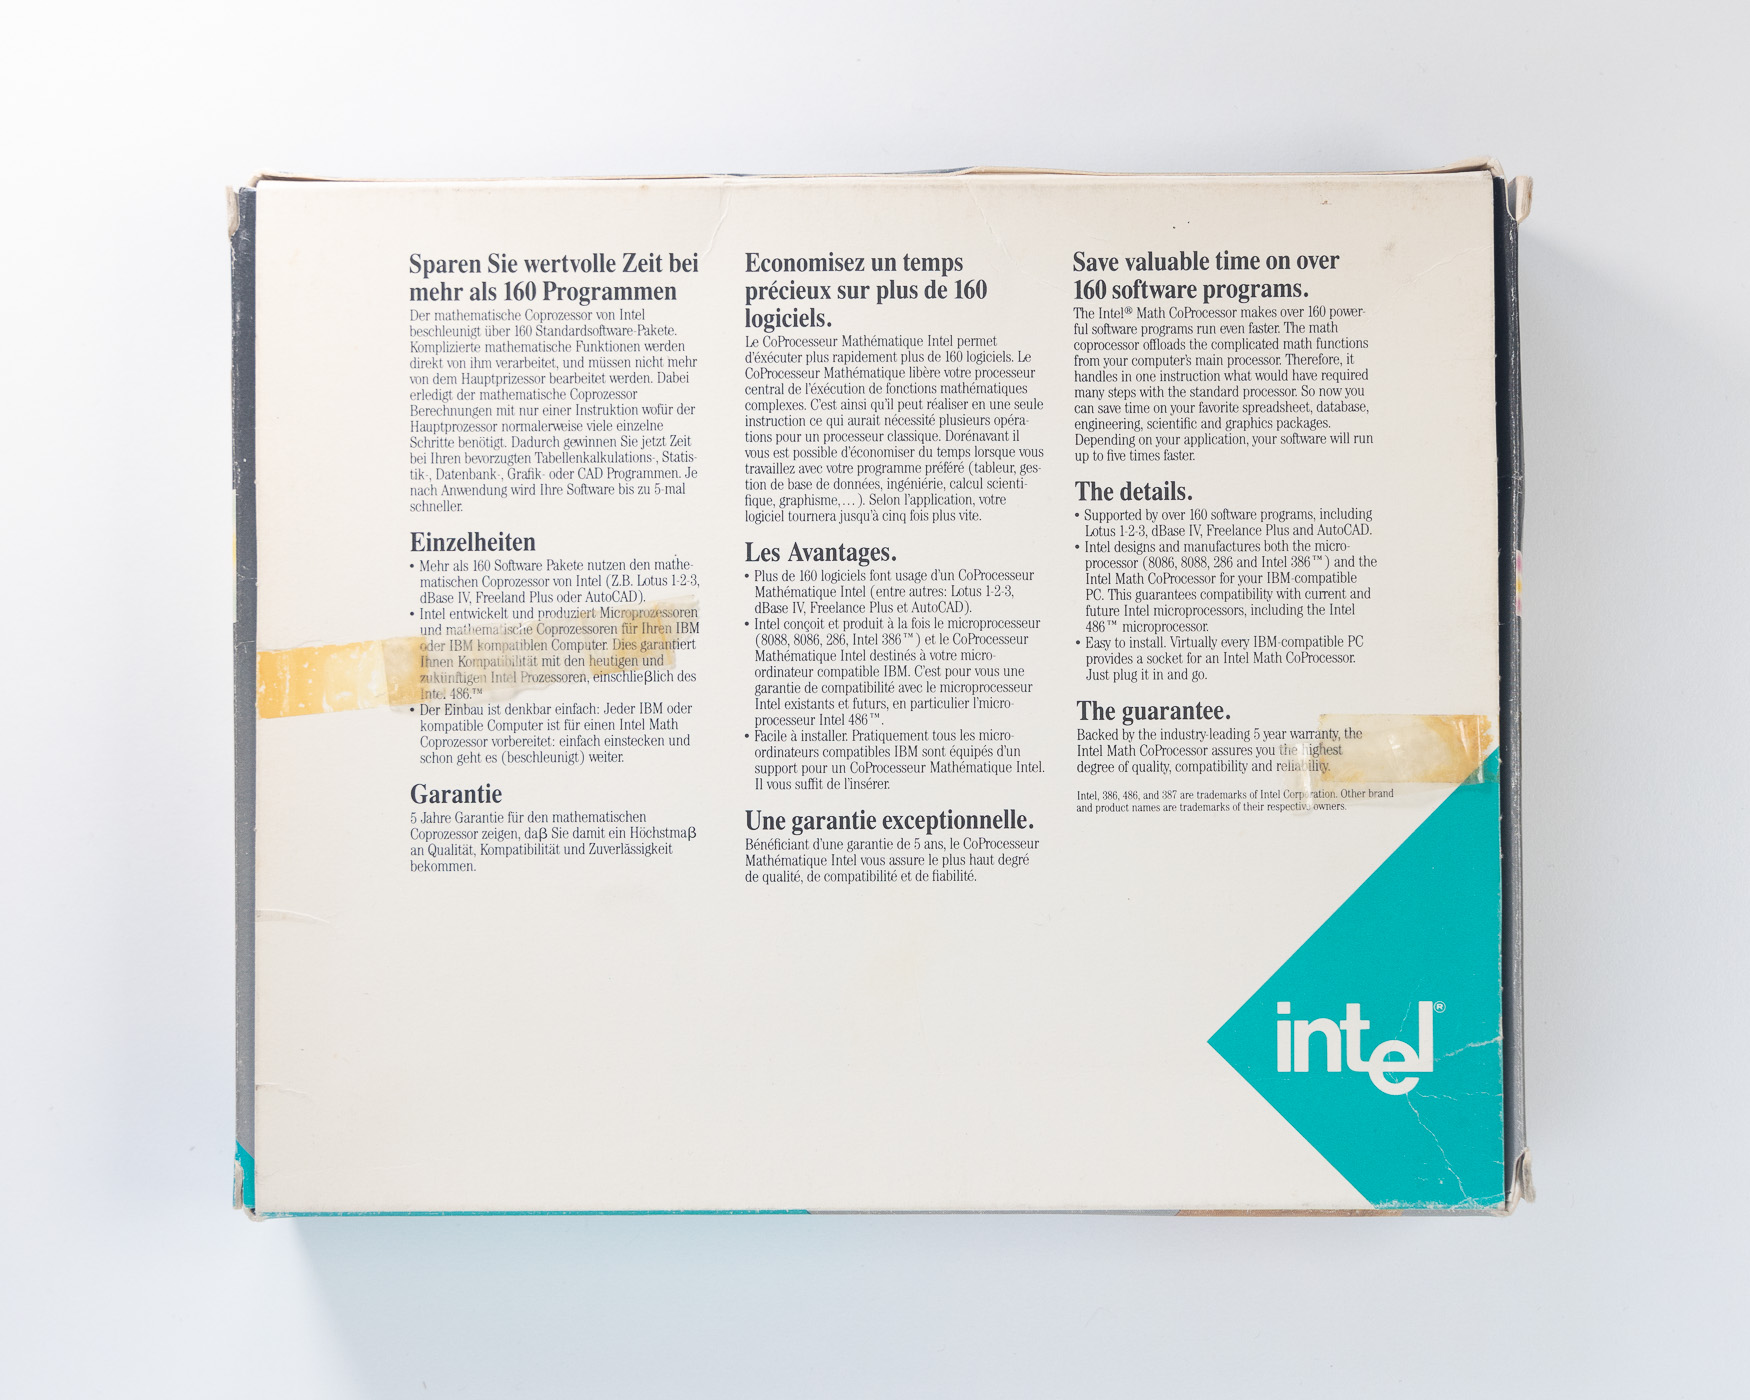 Sparen Sie wertvolle Zeit bei
mehr als 160 Programmen
Der mathematische Coprozessor von Intel
beschleunigt über 160 Standardsoftware-Pakete.
Komplizierte mathematische Funktionen werden
direkt von ihm verarbeitet, und müssen nicht mehr
von dem Hauptprizessor bearbeitet werden. Dabei
erledigt der mathematische Coprozessor
Berechnungen mit nur einer Instruktion wofür der
Hauptprozessor normalerweise viele einzelne
Schritte benötigt. Dadurch gewinnen Sie jetzt Zeit
bei Ihren bevorzugten Tabellenkalkulations-, Statis-
tik-, Datenbank-, Grafik- oder CAD Programmen. Je
nach Anwendung wird Ihre Software bis zu 5-mal
schneller.
Einzelheiten
• Mehr als 160 Software Pakete nutzen den mathe-
matischen Coprozessor von Intel (Z.B. Lotus 1-2-3,
dBase IV, Freeland Plus oder AutoCAD).
• Intel entwickelt und produziert Microprozessoren
und mathematische Coprozessoren für Ihren IBM
oder IBM kompatiblen Computer. Dies garantiert
Ihnen Kompatibilität mit den heutigen und
zukünftigen Intel Prozessoren, einschließlich des
Intel 486.™
• Der Einbau ist denkbar einfach: Jeder IBM oder
kompatible Computer ist für einen Intel Math
Coprozessor vorbereitet: einfach einstecken und
schon geht es (beschleunigt) weiter.
Garantie
5 Jahre Garantie für den mathematischen
Coprozessor zeigen, daß Sie damit ein Höchstmaß
an Qualität, Kompatibilität und Zuverlässigkeit
bekommen.
Economisez un temps
précieux sur plus de 160
logiciels.
Le CoProcesseur Mathématique Intel permet
d'éxécuter plus rapidement plus de 160 logiciels. Le
CoProcesseur Mathématique libère votre processeur
central de l'éxécution de fonctions mathématiques
complexes. C'est ainsi qu'il peut réaliser en une seule
instruction ce qui aurait nécessité plusieurs opéra-
tions pour un processeur classique. Dorénavant il
vous est possible d'économiser du temps lorsque vous
travaillez avec votre programme préféré (tableur, ges-
tion de base de données, ingéniérie, calcul scienti-
fique, graphisme,...). Selon l'application, votre
logiciel tournera jusqu'à cinq fois plus vite.
Les Avantages.
• Plus de 160 logiciels font usage d'un CoProcesseur
Mathématique Intel (entre autres: Lotus 1-2-3,
dBase IV, Freelance Plus et AutoCAD).
• Intel conçoit et produit à la fois le microprocesseur
(8088, 8086, 286, Intel 386™) et le CoProcesseur
Mathématique Intel destinés à votre micro-
ordinateur compatible IBM. C'est pour vous une
garantie de compatibilité avec le microprocesseur
Intel existants et futurs, en particulier l'micro-
processeur Intel 486™.
• Facile à installer. Pratiquement tous les micro-
ordinateurs compatibles IBM sont équipés d'un
support pour un CoProcesseur Mathématique Intel.
Il vous suffit de l'insérer.
Une garantie exceptionnelle.
Bénéficiant d'une garantie de 5 ans, le CoProcesseur
Mathématique Intel vous assure le plus haut degré
de qualité, de compatibilité et de fiabilité.
Save valuable time on over
160 software programs.
The Intel® Math CoProcessor makes over 160 power-
ful software programs run even faster. The math
coprocessor offloads the complicated math functions
from your computer's main processor. Therefore, it
handles in one instruction what would have required
many steps with the standard processor. So now you
can save time on your favorite spreadsheet, database,
engineering, scientific and graphics packages.
Depending on your application, your software will run
up to five times faster.
The details.
• Supported by over 160 software programs, including
Lotus 1-2-3, dBase IV, Freelance Plus and AutoCAD.
• Intel designs and manufactures both the micro-
processor (8086, 8088, 286 and Intel 386™) and the
Intel Math CoProcessor for your IBM-compatible
PC. This guarantees compatibility with current and
future Intel microprocessors, including the Intel
486™ microprocessor.
• Easy to install. Virtually every IBM-compatible PC
provides a socket for an Intel Math CoProcessor.
Just plug it in and go.
The guarantee.
Backed by the industry-leading 5 year warranty, the
Intel Math CoProcessor assures you the highest
degree of quality, compatibility and reliability.
Intel, 386, 486, and 387 are trademarks of Intel Corporation. Other brand
and product names are trademarks of their respective owners.
intel®